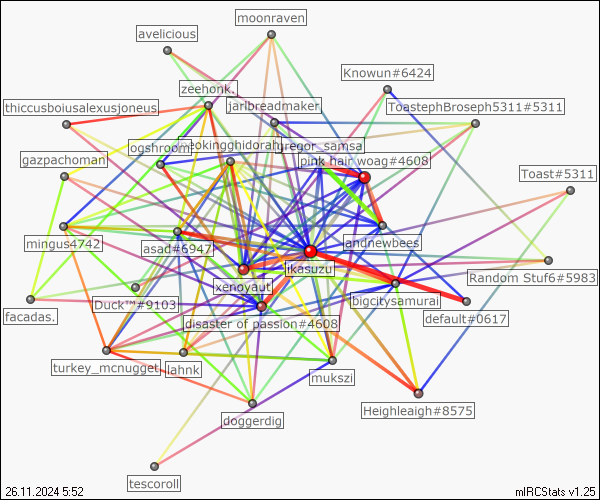 moonraven
avelicious
Knowun#6424
zeehonk.
thiccusboiusalexusjoneus
jarlbreadmaker
ToastephBroseph5311#5311
ogshroom
eokingghidorah
gregor_samsa
gazpachoman
pink hair woag#4608
Toast#5311
mingus4742
asad#6947
andnewbees
ikasuzu
Random Stuf6#5983
xenoyaut
bigcitysamurai
facadas.
Duck™#9103
default#0617
disaster of passion#4608
turkey_mcnugget
lahnk
mukszi
Heighleaigh#8575
doggerdig
tescoroll
26.11.2024 5:52
mIRCStats v1.25